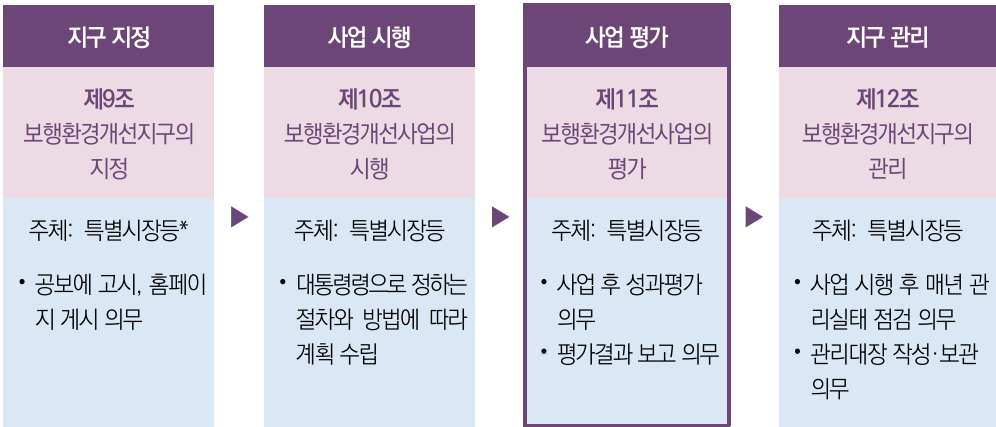 지구 지정
제9조
보행환경개선지구의
지정
주체: 특별시장등*
• 공보에 고시, 홈페이
지 게시 의무
▶
사업 시행
제10조
보행환경개선사업의
시행
주체: 특별시장등
• 대통령령으로 정하는
절차와 방법에 따라
계획 수립
▶
사업 평가
제11조
보행환경개선사업의
평가
주체: 특별시장등
• 사업 후 성과평가
의무
• 평가결과 보고 의무
▶
지구 관리
제12조
보행환경개선지구의
관리
주체: 특별시장등
• 사업 시행 후 매년 관
리실태 점검 의무
• 관리대장 작성·보관
의무